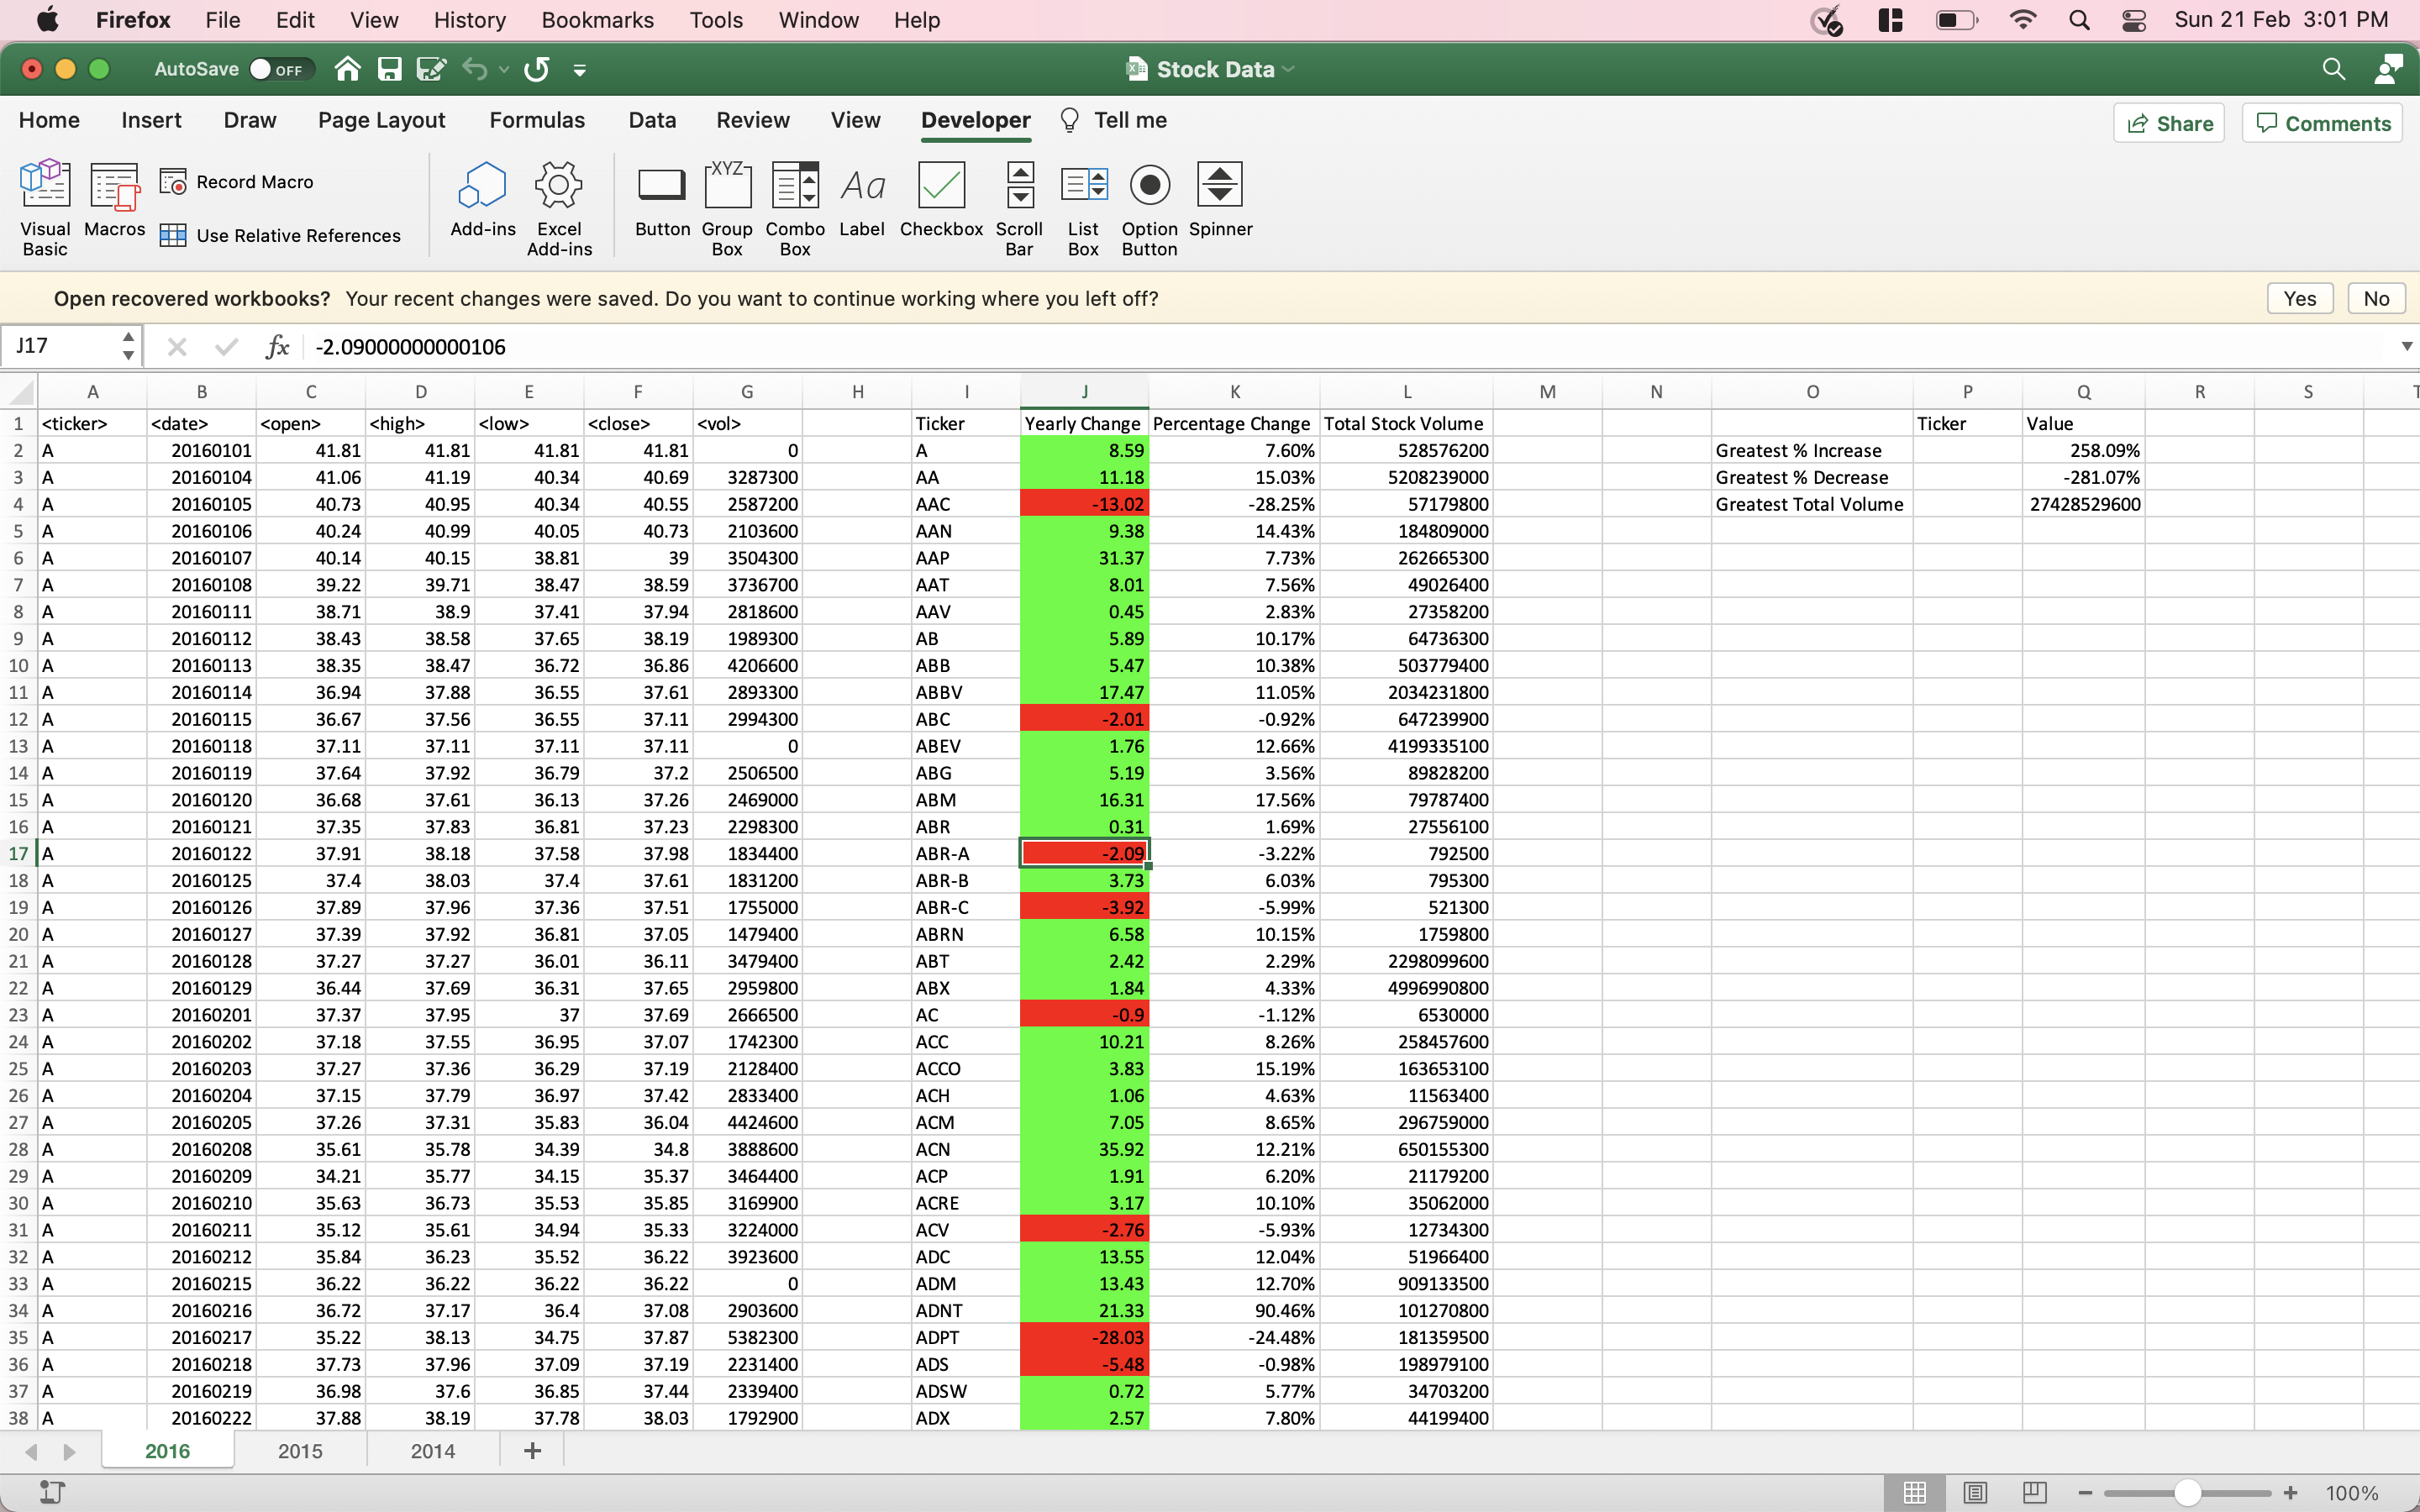 Firefox File Edit View History Bookmarks Tools Window Help Sun 21 Feb 3:01 PM
AutoSave OFF Stock Data
Home Insert Draw Page Layout Formulas Data Review View Developer Tell me Share Comments
Visual Basic Macros Record Macro Use Relative References Add-ins Excel Add-ins Button XYZ Group Box Combo Box Aa Label Checkbox Scroll Bar List Box Option Button Spinner
Open recovered workbooks? Your recent changes were saved. Do you want to continue working where you left off? Yes No
J17 fx -2.09000000000106
A B C D E F G H I J K L M N O P Q R S T
1 <ticker> <date> <open> <high> <low> <close> <vol> Ticker Yearly Change Percentage Change Total Stock Volume Ticker Value
2 A 20160101 41.81 41.81 41.81 41.81 0 A 8.59 7.60% 528576200 Greatest % Increase 258.09%
3 A 20160104 41.06 41.19 40.34 40.69 3287300 AA 11.18 15.03% 5208239000 Greatest % Decrease -281.07%
4 A 20160105 40.73 40.95 40.34 40.55 2587200 AAC -13.02 -28.25% 57179800 Greatest Total Volume 27428529600
5 A 20160106 40.24 40.99 40.05 40.73 2103600 AAN 9.38 14.43% 184809000
6 A 20160107 40.14 40.15 38.81 39 3504300 AAP 31.37 7.73% 262665300
7 A 20160108 39.22 39.71 38.47 38.59 3736700 AAT 8.01 7.56% 49026400
8 A 20160111 38.71 38.9 37.41 37.94 2818600 AAV 0.45 2.83% 27358200
9 A 20160112 38.43 38.58 37.65 38.19 1989300 AB 5.89 10.17% 64736300
10 A 20160113 38.35 38.47 36.72 36.86 4206600 ABB 5.47 10.38% 503779400
11 A 20160114 36.94 37.88 36.55 37.61 2893300 ABBV 17.47 11.05% 2034231800
12 A 20160115 36.67 37.56 36.55 37.11 2994300 ABC -2.01 -0.92% 647239900
13 A 20160118 37.11 37.11 37.11 37.11 0 ABEV 1.76 12.66% 4199335100
14 A 20160119 37.64 37.92 36.79 37.2 2506500 ABG 5.19 3.56% 89828200
15 A 20160120 36.68 37.61 36.13 37.26 2469000 ABM 16.31 17.56% 79787400
16 A 20160121 37.35 37.83 36.81 37.23 2298300 ABR 0.31 1.69% 27556100
17 A 20160122 37.91 38.18 37.58 37.98 1834400 ABR-A -2.09 -3.22% 792500
18 A 20160125 37.4 38.03 37.4 37.61 1831200 ABR-B 3.73 6.03% 795300
19 A 20160126 37.89 37.96 37.36 37.51 1755000 ABR-C -3.92 -5.99% 521300
20 A 20160127 37.39 37.92 36.81 37.05 1479400 ABRN 6.58 10.15% 1759800
21 A 20160128 37.27 37.27 36.01 36.11 3479400 ABT 2.42 2.29% 2298099600
22 A 20160129 36.44 37.69 36.31 37.65 2959800 ABX 1.84 4.33% 4996990800
23 A 20160201 37.37 37.95 37 37.69 2666500 AC -0.9 -1.12% 6530000
24 A 20160202 37.18 37.55 36.95 37.07 1742300 ACC 10.21 8.26% 258457600
25 A 20160203 37.27 37.36 36.29 37.19 2128400 ACCO 3.83 15.19% 163653100
26 A 20160204 37.15 37.79 36.97 37.42 2833400 ACH 1.06 4.63% 11563400
27 A 20160205 37.26 37.31 35.83 36.04 4424600 ACM 7.05 8.65% 296759000
28 A 20160208 35.61 35.78 34.39 34.8 3888600 ACN 35.92 12.21% 650155300
29 A 20160209 34.21 35.77 34.15 35.37 3464400 ACP 1.91 6.20% 21179200
30 A 20160210 35.63 36.73 35.53 35.85 3169900 ACRE 3.17 10.10% 35062000
31 A 20160211 35.12 35.61 34.94 35.33 3224000 ACV -2.76 -5.93% 12734300
32 A 20160212 35.84 36.23 35.52 36.22 3923600 ADC 13.55 12.04% 51966400
33 A 20160215 36.22 36.22 36.22 36.22 0 ADM 13.43 12.70% 909133500
34 A 20160216 36.72 37.17 36.4 37.08 2903600 ADNT 21.33 90.46% 101270800
35 A 20160217 35.22 38.13 34.75 37.87 5382300 ADPT -28.03 -24.48% 181359500
36 A 20160218 37.73 37.96 37.09 37.19 2231400 ADS -5.48 -0.98% 198979100
37 A 20160219 36.98 37.6 36.85 37.44 2339400 ADSW 0.72 5.77% 34703200
38 A 20160222 37.88 38.19 37.78 38.03 1792900 ADX 2.57 7.80% 44199400
2016 2015 2014 +
100%